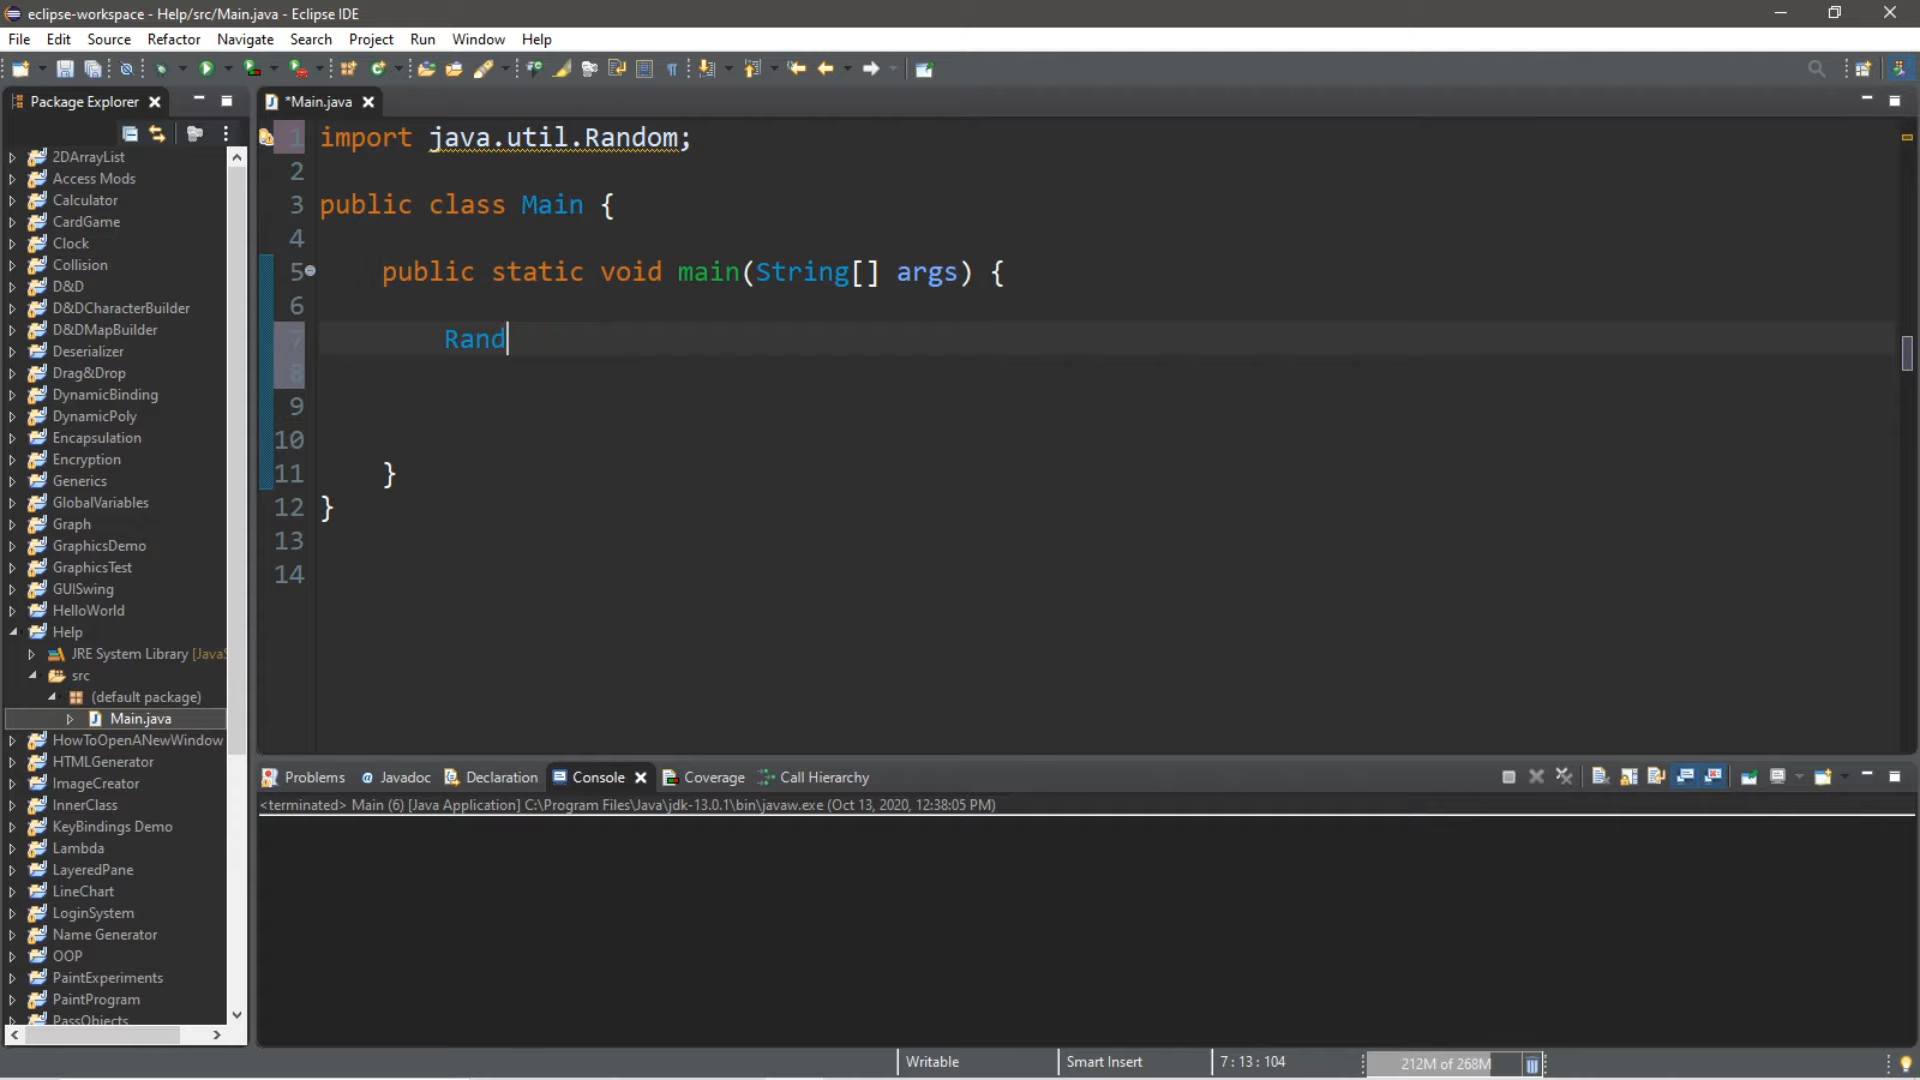 eclipse-workspace - Help/src/Main.java - Eclipse IDE
File Edit Source Refactor Navigate Search Project Run Window Help
Package Explorer
*Main.java
2DArrayList
Access Mods
Calculator
CardGame
Clock
Collision
D&D
D&DCharacterBuilder
D&DMapBuilder
Deserializer
Drag&Drop
DynamicBinding
DynamicPoly
Encapsulation
Encryption
Generics
GlobalVariables
Graph
GraphicsDemo
GraphicsTest
GUISwing
HelloWorld
Help
JRE System Library [JavaS
src
(default package)
Main.java
HowToOpenANewWindow
HTMLGenerator
ImageCreator
InnerClass
KeyBindings Demo
Lambda
LayeredPane
LineChart
LoginSystem
Name Generator
OOP
PaintExperiments
PaintProgram
PassObjects
1 import java.util.Random;
2
3 public class Main {
4
5 public static void main(String[] args) {
6
7 Rand
8
9
10
11 }
12 }
13
14
Problems Javadoc Declaration Console Coverage Call Hierarchy
<terminated> Main (6) [Java Application] C:\Program Files\Java\jdk-13.0.1\bin\javaw.exe (Oct 13, 2020, 12:38:05 PM)
Writable Smart Insert 7 : 13 : 104 212M of 268M